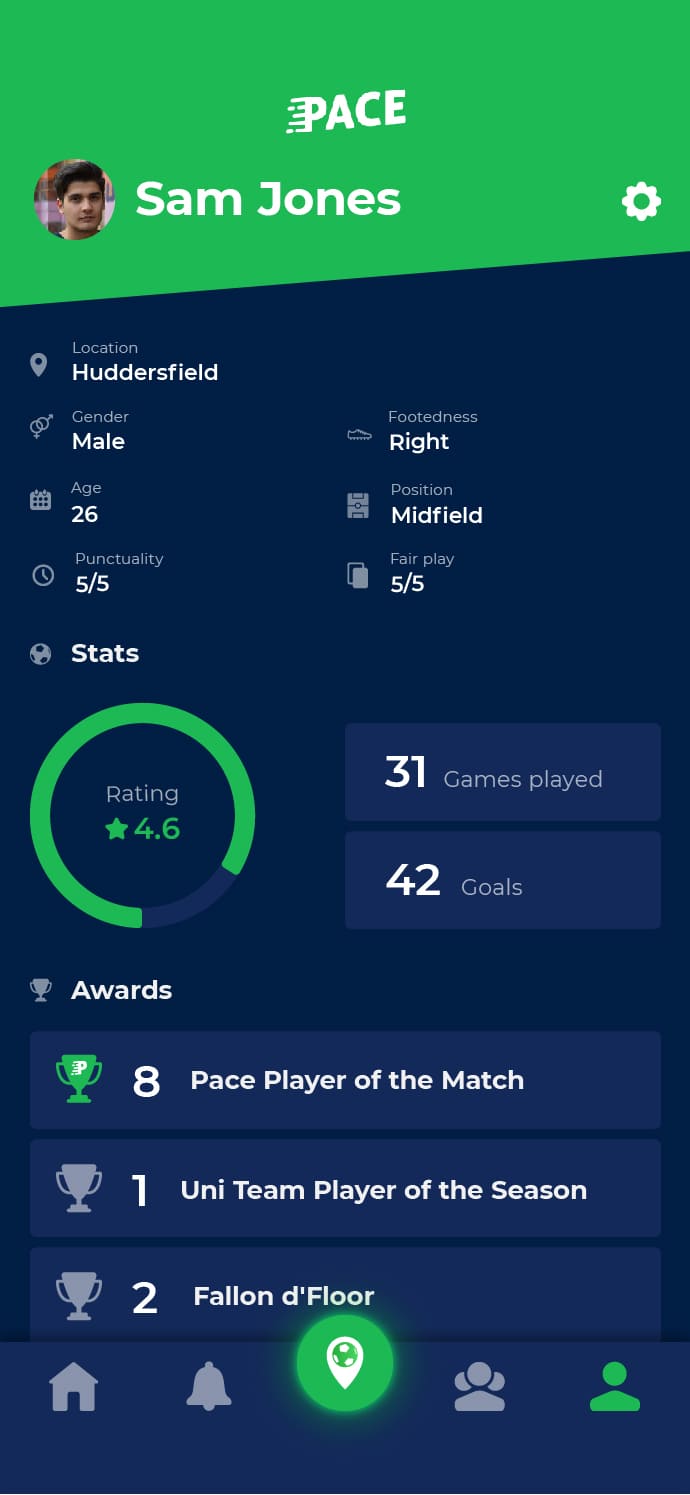 PACE
Sam Jones
Location
Huddersfield
Gender
Male
Footedness
Right
Age
26
Position
Midfield
Punctuality
5/5
Fair play
5/5
Stats
Rating
4.6
31 Games played
42 Goals
Awards
P
8 Pace Player of the Match
1 Uni Team Player of the Season
2 Fallon d'Floor